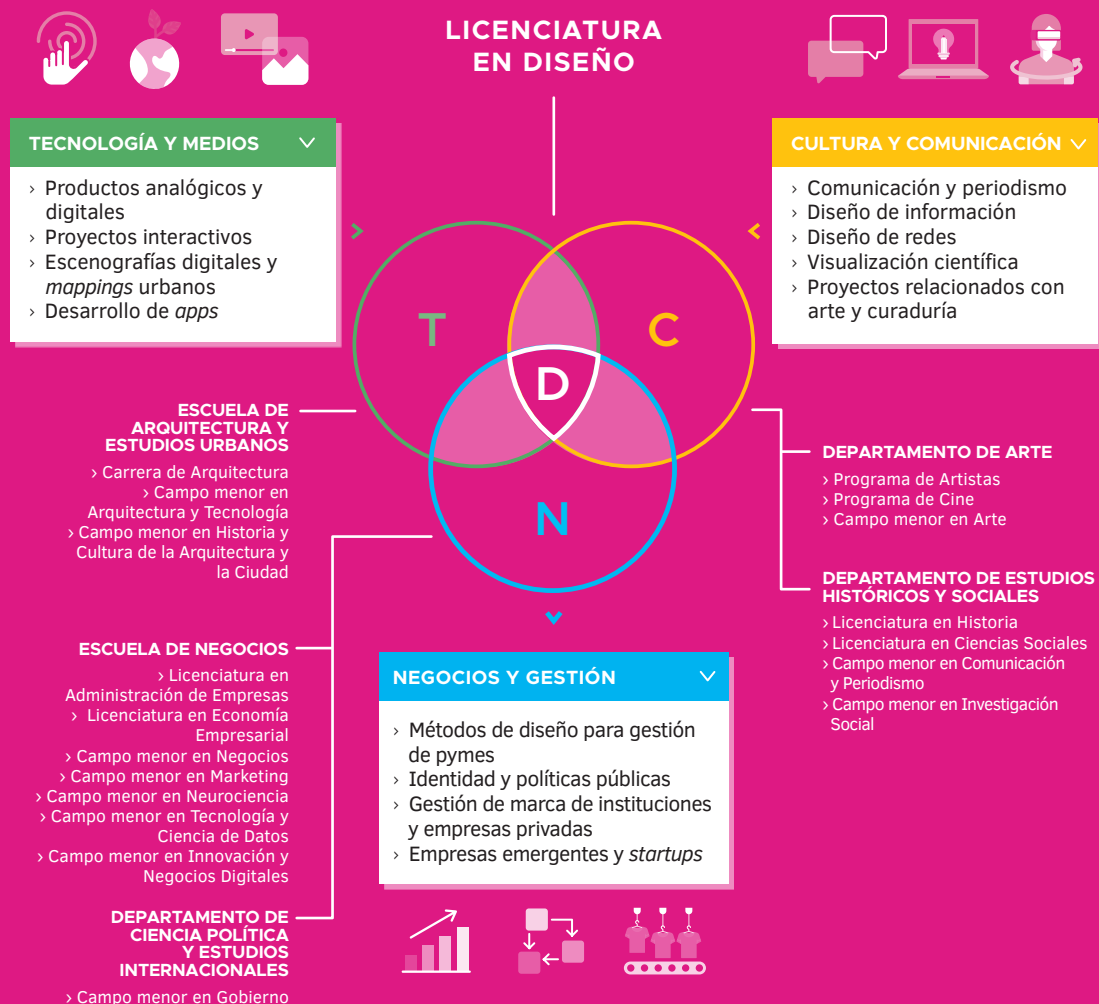 LICENCIATURA
EN DISEÑO
TECNOLOGÍA Y MEDIOS
› Productos analógicos y
digitales
› Proyectos interactivos
› Escenografías digitales y
mappings urbanos
› Desarrollo de apps
CULTURA Y COMUNICACIÓN
› Comunicación y periodismo
› Diseño de información
› Diseño de redes
› Visualización científica
› Proyectos relacionados con
arte y curaduría
T
C
D
N
ESCUELA DE
ARQUITECTURA Y
ESTUDIOS URBANOS
› Carrera de Arquitectura
› Campo menor en
Arquitectura y Tecnología
› Campo menor en Historia y
Cultura de la Arquitectura y
la Ciudad
ESCUELA DE NEGOCIOS
› Licenciatura en
Administración de Empresas
› Licenciatura en Economía
Empresarial
› Campo menor en Negocios
› Campo menor en Marketing
› Campo menor en Neurociencia
› Campo menor en Tecnología y
Ciencia de Datos
› Campo menor en Innovación y
Negocios Digitales
DEPARTAMENTO DE
CIENCIA POLÍTICA
Y ESTUDIOS
INTERNACIONALES
› Campo menor en Gobierno
NEGOCIOS Y GESTIÓN
› Métodos de diseño para gestión
de pymes
› Identidad y políticas públicas
› Gestión de marca de instituciones
y empresas privadas
› Empresas emergentes y startups
DEPARTAMENTO DE ARTE
› Programa de Artistas
› Programa de Cine
› Campo menor en Arte
DEPARTAMENTO DE ESTUDIOS
HISTÓRICOS Y SOCIALES
› Licenciatura en Historia
› Licenciatura en Ciencias Sociales
› Campo menor en Comunicación
y Periodismo
› Campo menor en Investigación
Social